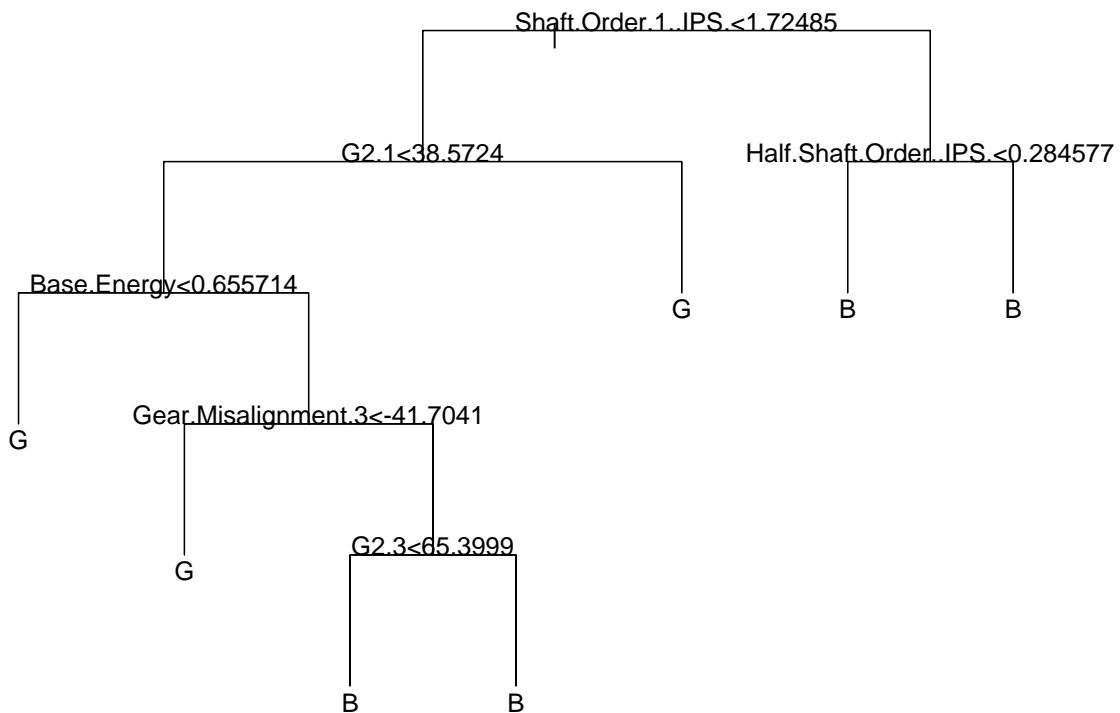 Shaft.Order.1..IPS.<1.72485
G2.1<38.5724
Half.Shaft.Order..IPS.<0.284577
Base.Energy<0.655714
G
B
B
Gear.Misalignment.3<-41.7041
G
G2.3<65.3999
G
B
B